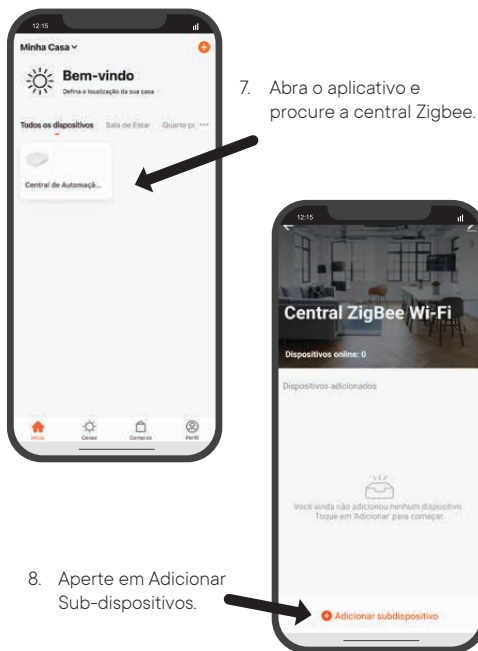 12:15
Minha Casa
Bem-vindo
Defina a localização da sua casa
Todos os dispositivos Sala de Estar Quarto pr ...
Central de Automaçã...
Início Cenas Compras Perfil
7. Abra o aplicativo e
procure a central Zigbee.
12:15
Central ZigBee Wi-Fi
Dispositivos online: 0
Dispositivos adicionados
Você ainda não adicionou nenhum dispositivo.
Toque em 'Adicionar' para começar.
Adicionar subdispositivo
8. Aperte em Adicionar
Sub-dispositivos.